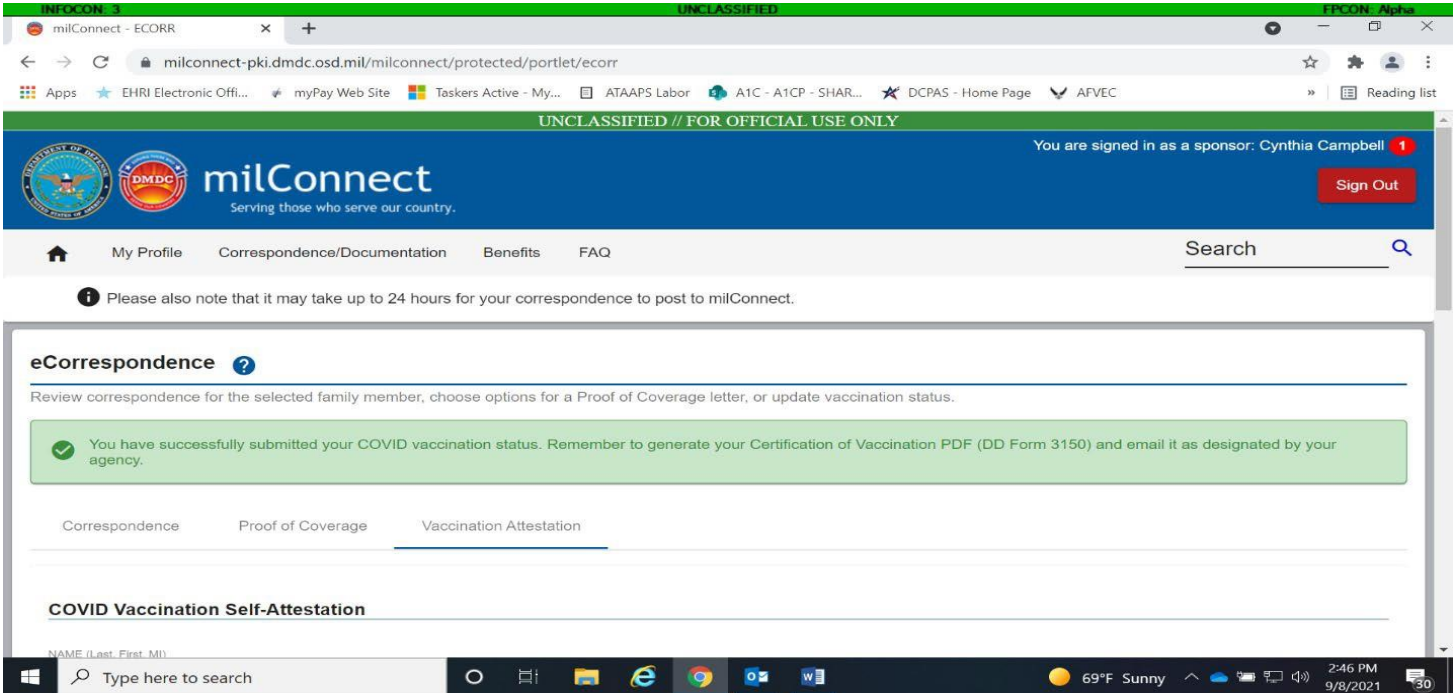 INFOCON: 3 UNCLASSIFIED FPCON: Alpha
milConnect - ECORR
milconnect-pki.dmdc.osd.mil/milconnect/protected/portlet/ecorr
Apps EHRI Electronic Offi... myPay Web Site Taskers Active - My... ATAAPS Labor A1C - A1CP - SHAR... DCPAS - Home Page AFVEC » Reading list
UNCLASSIFIED // FOR OFFICIAL USE ONLY
You are signed in as a sponsor: Cynthia Campbell 1
DMDC milConnect
Sign Out
Serving those who serve our country.
My Profile Correspondence/Documentation Benefits FAQ Search
Please also note that it may take up to 24 hours for your correspondence to post to milConnect.
eCorrespondence ?
Review correspondence for the selected family member, choose options for a Proof of Coverage letter, or update vaccination status.
You have successfully submitted your COVID vaccination status. Remember to generate your Certification of Vaccination PDF (DD Form 3150) and email it as designated by your
agency.
Correspondence Proof of Coverage Vaccination Attestation
COVID Vaccination Self-Attestation
NAME (Last, First, MI)
Type here to search 69°F Sunny 2:46 PM
9/8/2021 30